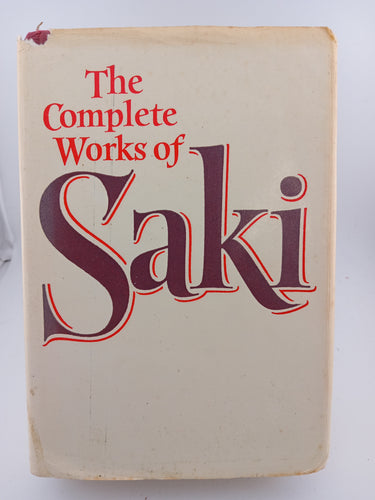 The
Complete
Works of
Saki